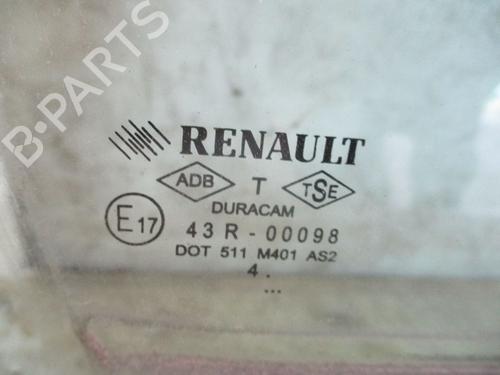 B-PARTS
RENAULT
ADB T TSE
DURACAM
E17
43R-00098
DOT 511 M401 AS2
4.
...